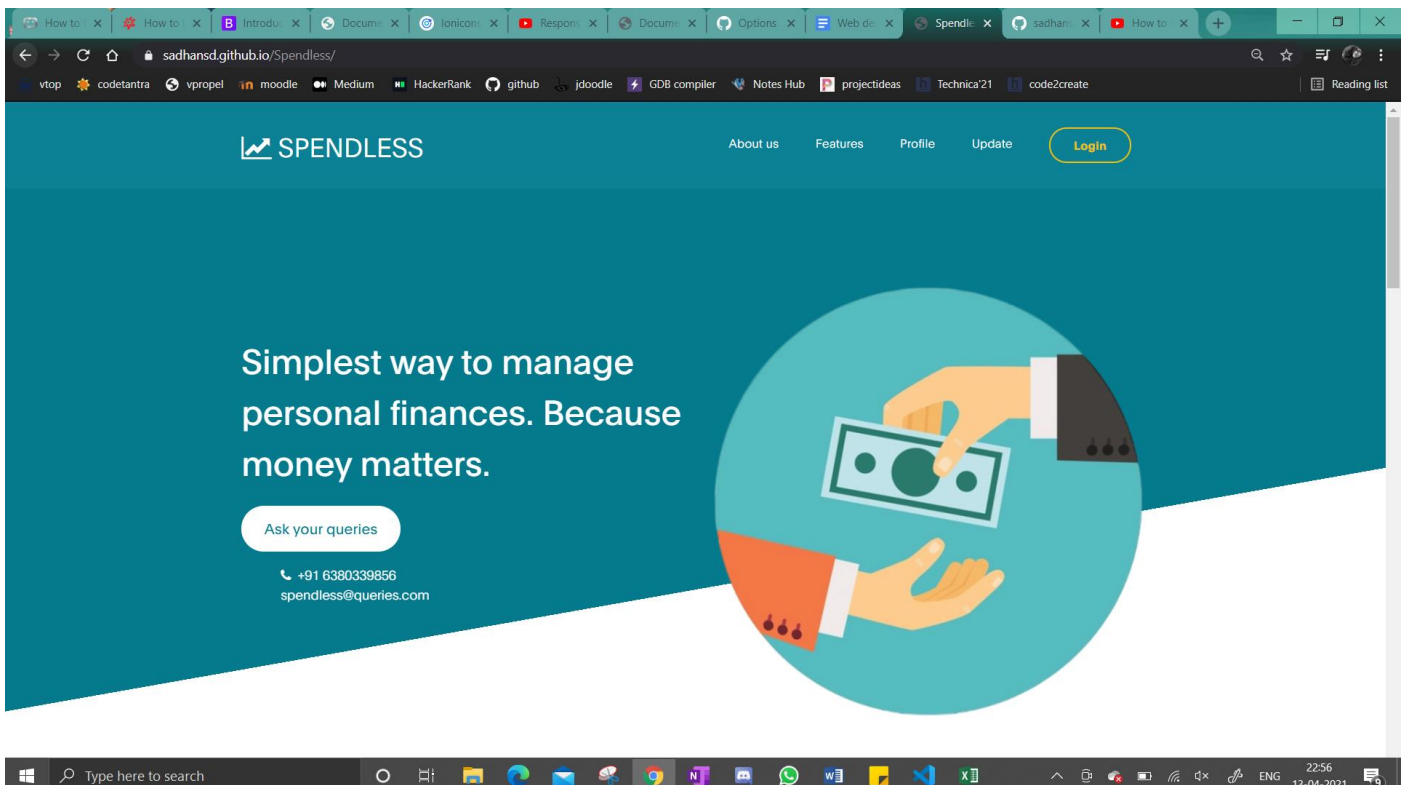 How to
How to
Introduc
Docume
Ionicons
Respons
Docume
Options
Web de
Spendle
sadhans
How to
sadhansd.github.io/Spendless/
vtop codetantra vpropel moodle Medium HackerRank github jdoodle GDB compiler Notes Hub projectideas Technica'21 code2create Reading list
SPENDLESS
About us Features Profile Update Login
Simplest way to manage
personal finances. Because
money matters.
Ask your queries
+91 6380339856
spendless@queries.com
Type here to search
ENG
22:56
12-04-2021